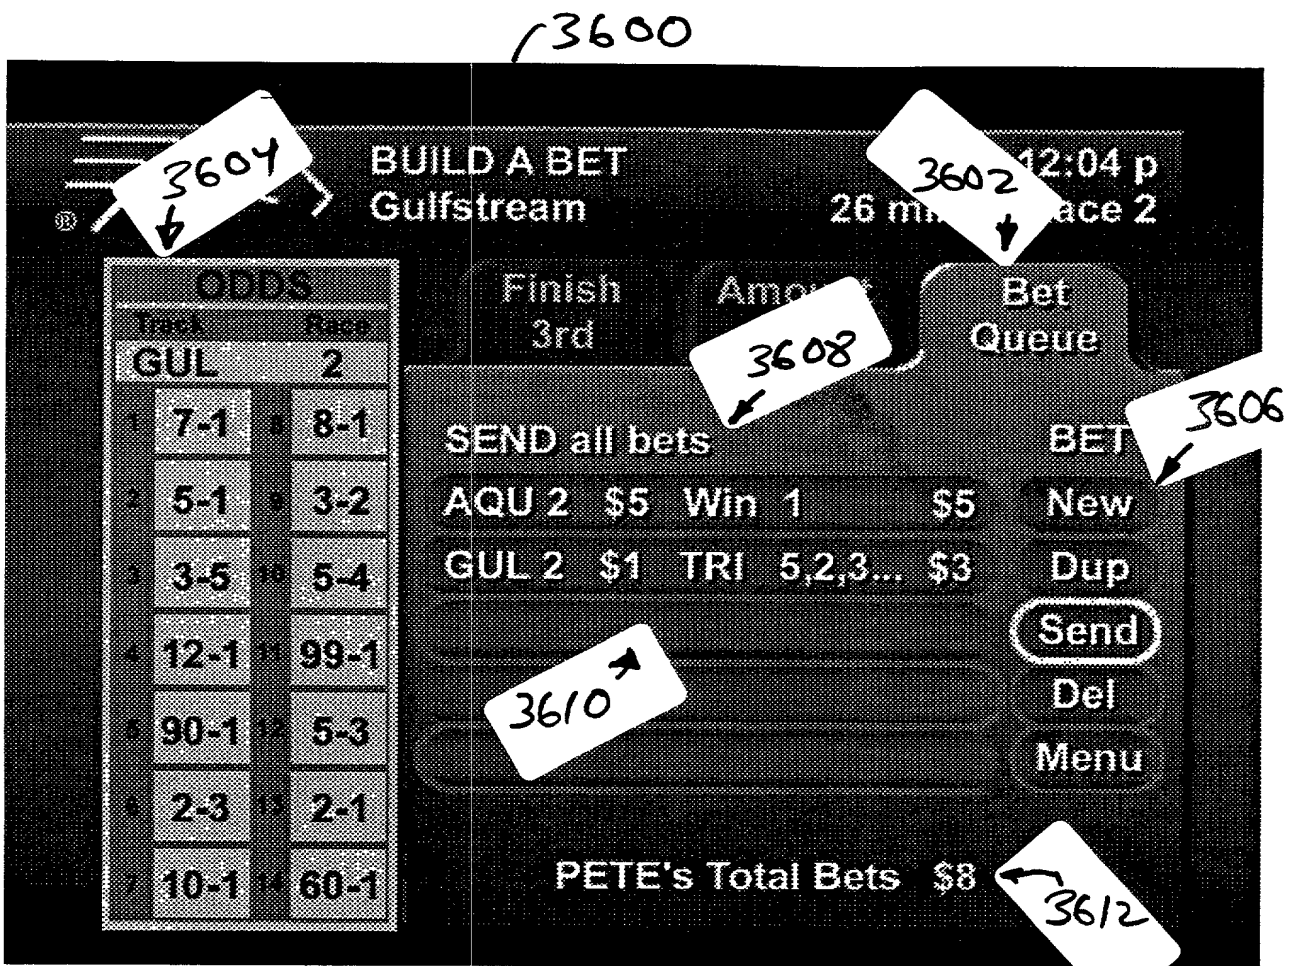 3600
3604
BUILD A BET
Gulfstream
3602
12:04 p
26 mi ace 2
®
ODDS
Track Race
GUL 2
1 7-1 8 8-1
2 5-1 9 3-2
3 3-5 10 5-4
4 12-1 11 99-1
5 90-1 12 5-3
6 2-3 13 2-1
7 10-1 14 60-1
Finish
3rd
Amount
Bet
Queue
3608
3606
SEND all bets
BET
AQU 2 $5 Win 1 $5
New
GUL 2 $1 TRI 5,2,3... $3
Dup
Send
3610
Del
Menu
PETE's Total Bets $8
3612